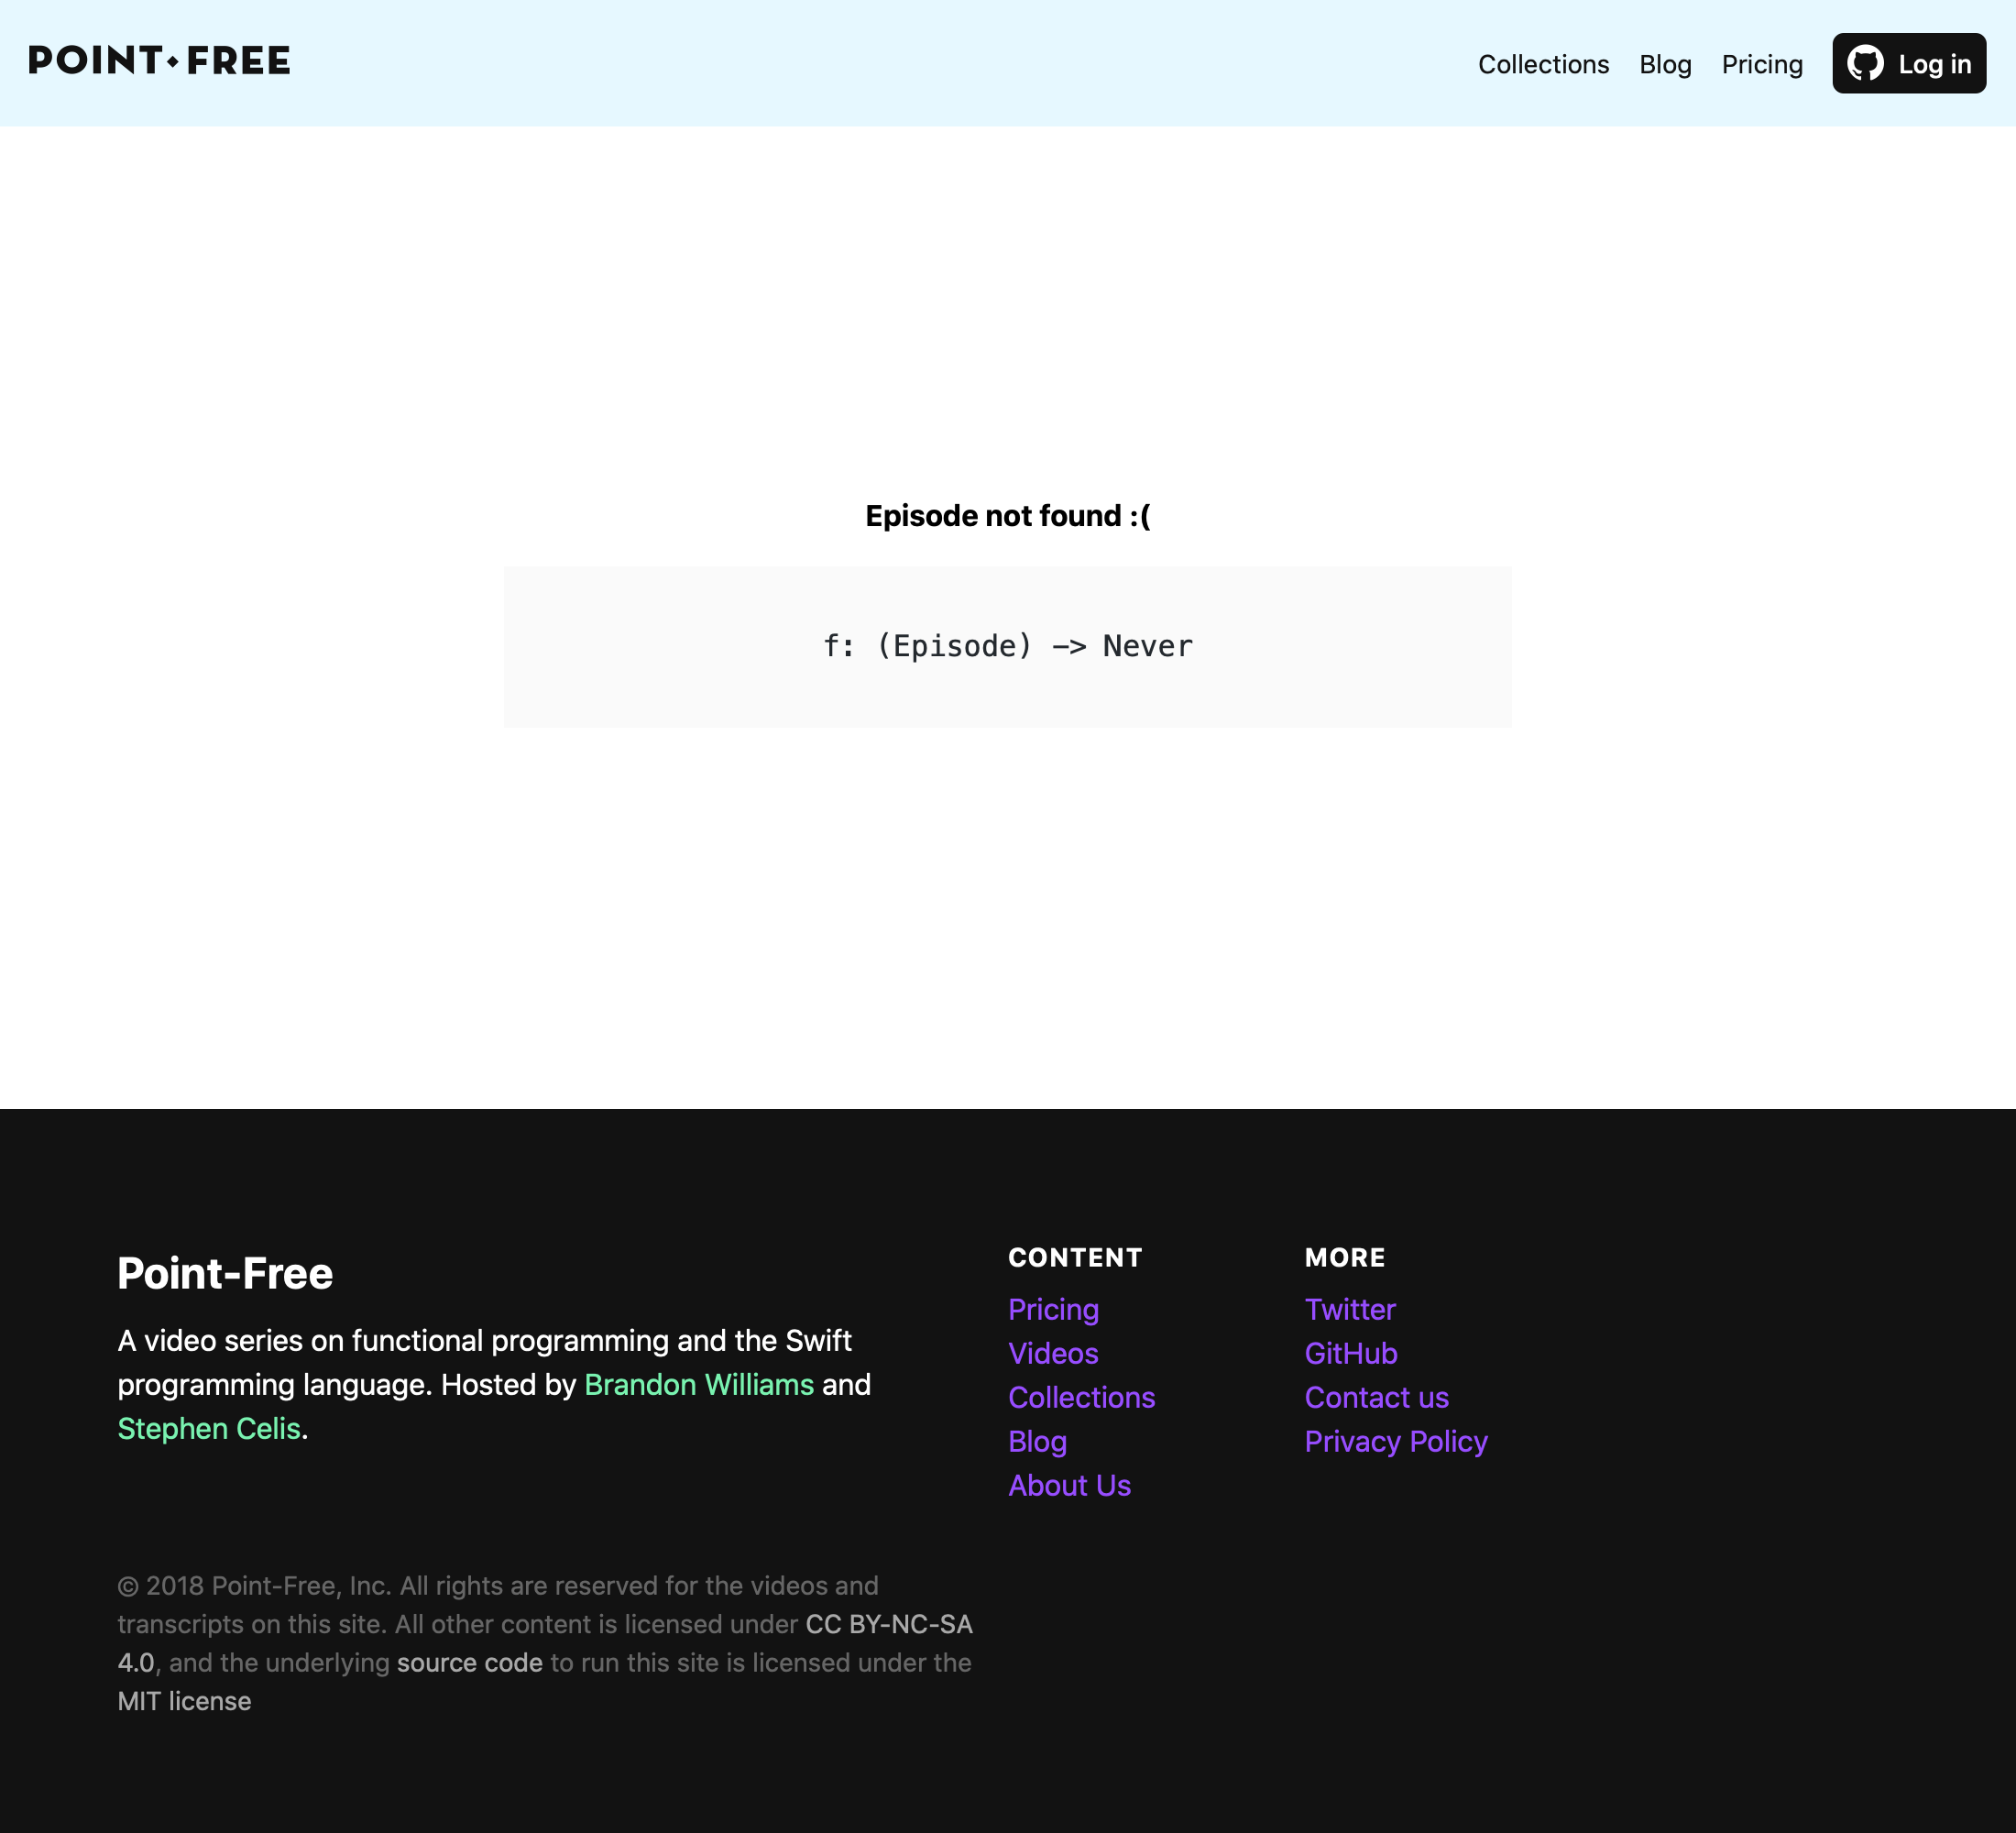 POINT·FREE
Collections Blog Pricing Log in
Episode not found :(
f: (Episode) -> Never
Point-Free
A video series on functional programming and the Swift
programming language. Hosted by Brandon Williams and
Stephen Celis.
CONTENT
Pricing
Videos
Collections
Blog
About Us
MORE
Twitter
GitHub
Contact us
Privacy Policy
© 2018 Point-Free, Inc. All rights are reserved for the videos and
transcripts on this site. All other content is licensed under CC BY-NC-SA
4.0, and the underlying source code to run this site is licensed under the
MIT license